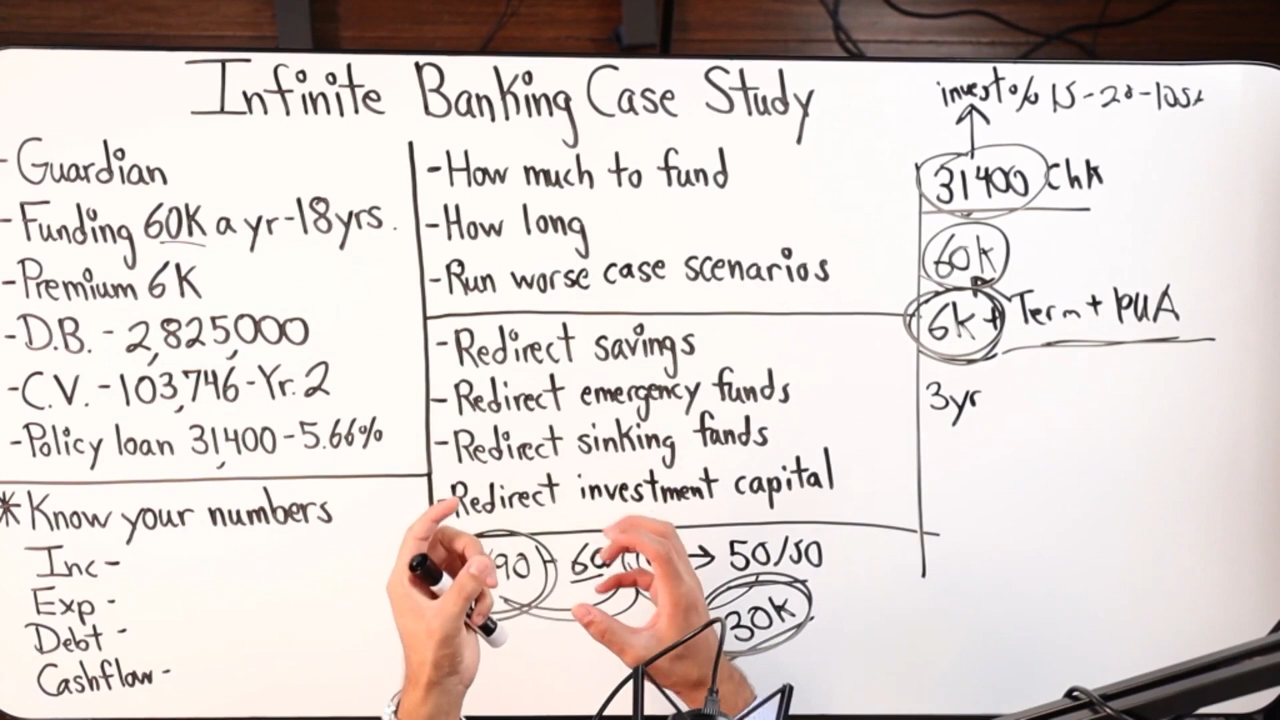 Infinite Banking Case Study
- Guardian
- Funding 60K a yr - 18yrs.
- Premium 6K
- D.B. - 2,825,000
- C.V. - 103,746 - Yr. 2
- Policy loan 31,400 - 5.66%
* Know your numbers
Inc -
Exp -
Debt -
Cashflow -
- How much to fund
- How long
- Run worse case scenarios
- Redirect savings
- Redirect emergency funds
- Redirect sinking funds
- Redirect investment capital
90
→ 50/50
30K
invest %
31400 Chk
60k
6k + Term + PUA
3yr